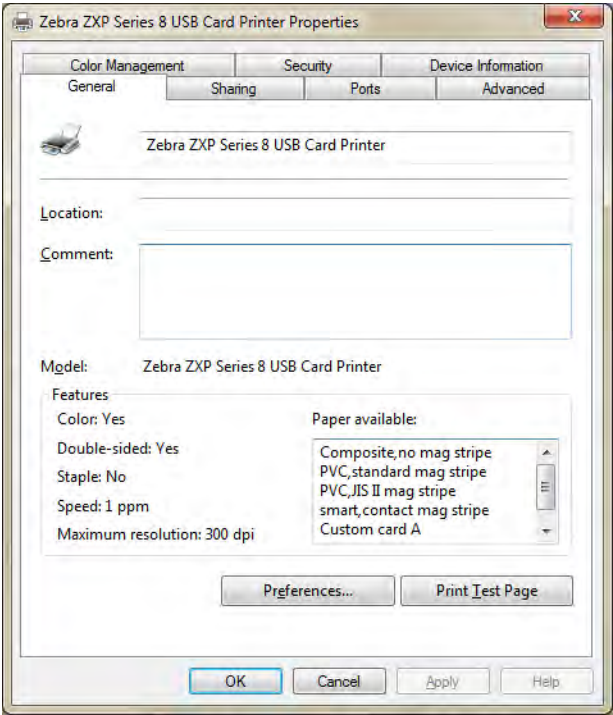 Zebra ZXP Series 8 USB Card Printer Properties
Color Management Security Device Information
General Sharing Ports Advanced
Zebra ZXP Series 8 USB Card Printer
Location:
Comment:
Model: Zebra ZXP Series 8 USB Card Printer
Features
Color: Yes
Double-sided: Yes
Staple: No
Speed: 1 ppm
Maximum resolution: 300 dpi
Paper available:
Composite,no mag stripe
PVC,standard mag stripe
PVC,JIS II mag stripe
smart,contact mag stripe
Custom card A
Preferences... Print Test Page
OK Cancel Apply Help